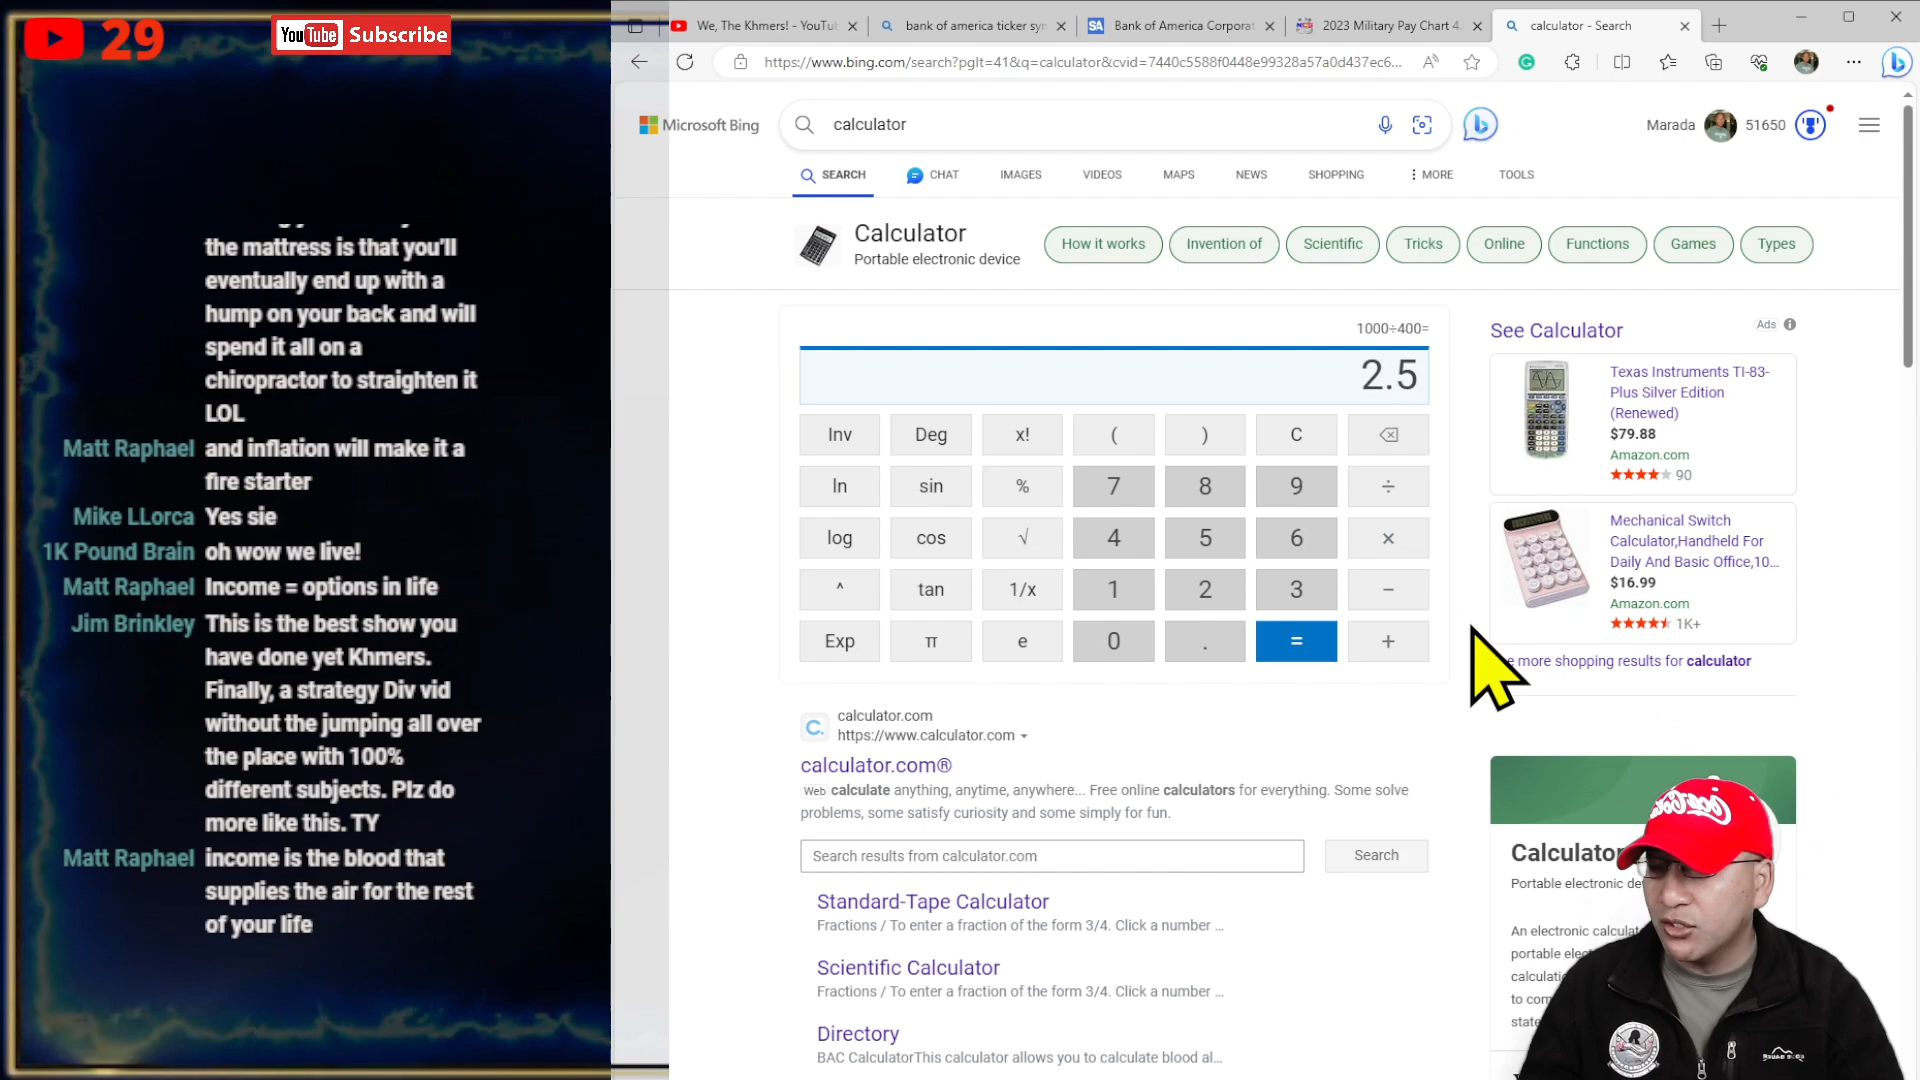 29
YouTube Subscribe
the mattress is that you'll
eventually end up with a
hump on your back and will
spend it all on a
chiropractor to straighten it
LOL
Matt Raphael and inflation will make it a
fire starter
Mike LLorca Yes sie
1K Pound Brain oh wow we live!
Matt Raphael Income = options in life
Jim Brinkley This is the best show you
have done yet Khmers.
Finally, a strategy Div vid
without the jumping all over
the place with 100%
different subjects. Plz do
more like this. TY
Matt Raphael income is the blood that
supplies the air for the rest
of your life
We, The Khmers! - YouTu
bank of america ticker sym
SA Bank of America Corporat
2023 Military Pay Chart 4.
calculator - Search
https://www.bing.com/search?pglt=41&q=calculator&cvid=7440c5588f0448e99328a57a0d437ec6...
Microsoft Bing
calculator
Marada 51650
SEARCH CHAT IMAGES VIDEOS MAPS NEWS SHOPPING MORE TOOLS
Calculator
Portable electronic device
How it works Invention of Scientific Tricks Online Functions Games Types
1000÷400=
2.5
Inv Deg x! ( ) C
ln sin % 7 8 9 ÷
log cos √ 4 5 6 ×
^ tan 1/x 1 2 3 −
Exp π e 0 . = +
See Calculator Ads
Texas Instruments TI-83-
Plus Silver Edition
(Renewed)
$79.88
Amazon.com
90
Mechanical Switch
Calculator,Handheld For
Daily And Basic Office,10...
$16.99
Amazon.com
1K+
e more shopping results for calculator
C. calculator.com
https://www.calculator.com
calculator.com®
Web calculate anything, anytime, anywhere... Free online calculators for everything. Some solve
problems, some satisfy curiosity and some simply for fun.
Search results from calculator.com Search
Standard-Tape Calculator
Fractions / To enter a fraction of the form 3/4. Click a number ...
Scientific Calculator
Fractions / To enter a fraction of the form 3/4. Click a number ...
Directory
BAC CalculatorThis calculator allows you to calculate blood al...
Calculator
Portable electronic de
An electronic calculat
portable elec
calculatio
to com
state
Coca-Cola